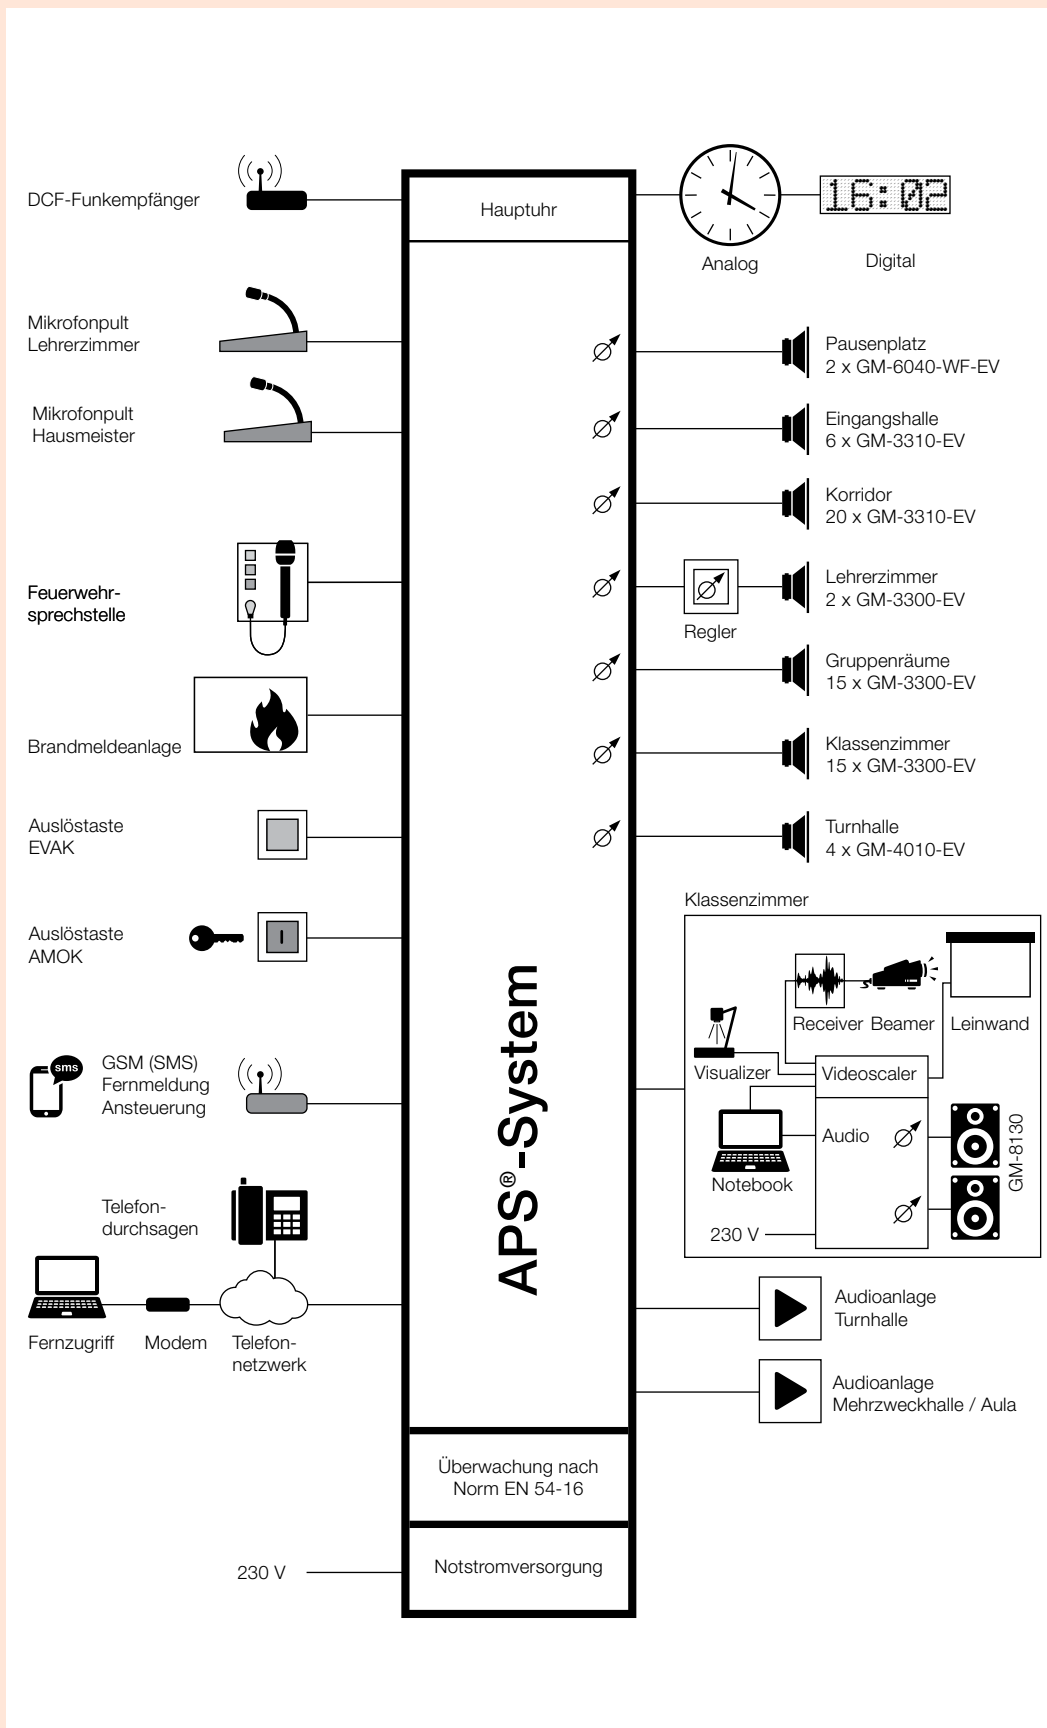 DCF-Funkempfänger
Hauptuhr
Analog
16:02
Digital
Mikrofonpult
Lehrerzimmer
Mikrofonpult
Hausmeister
Feuerwehr-
sprechstelle
Brandmeldeanlage
Auslöstaste
EVAK
Auslöstaste
AMOK
sms
GSM (SMS)
Fernmeldung
Ansteuerung
Telefon-
durchsagen
Fernzugriff
Modem
Telefon-
netzwerk
APS®-System
Überwachung nach
Norm EN 54-16
230 V
Notstromversorgung
Pausenplatz
2 x GM-6040-WF-EV
Eingangshalle
6 x GM-3310-EV
Korridor
20 x GM-3310-EV
Regler
Lehrerzimmer
2 x GM-3300-EV
Gruppenräume
15 x GM-3300-EV
Klassenzimmer
15 x GM-3300-EV
Turnhalle
4 x GM-4010-EV
Klassenzimmer
Receiver
Beamer
Leinwand
Visualizer
Videoscaler
Notebook
Audio
GM-8130
230 V
Audioanlage
Turnhalle
Audioanlage
Mehrzweckhalle / Aula